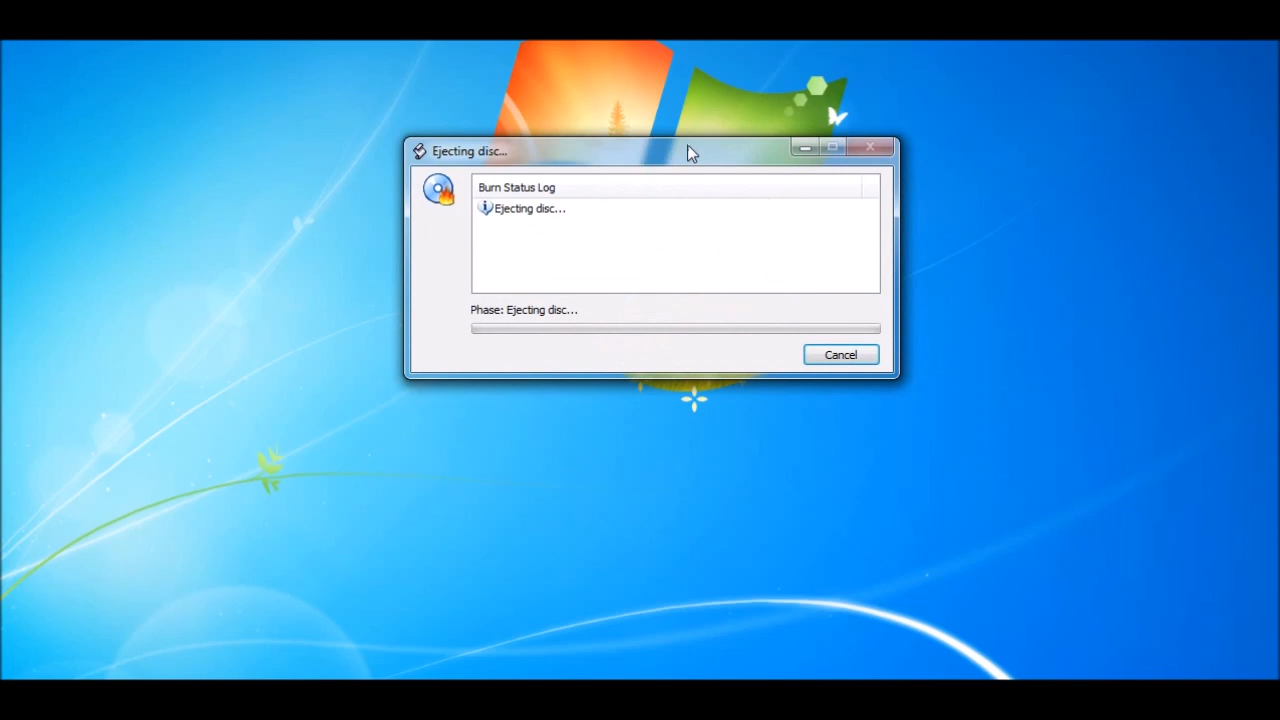 Ejecting disc...
Burn Status Log
Ejecting disc...
Phase: Ejecting disc...
Cancel